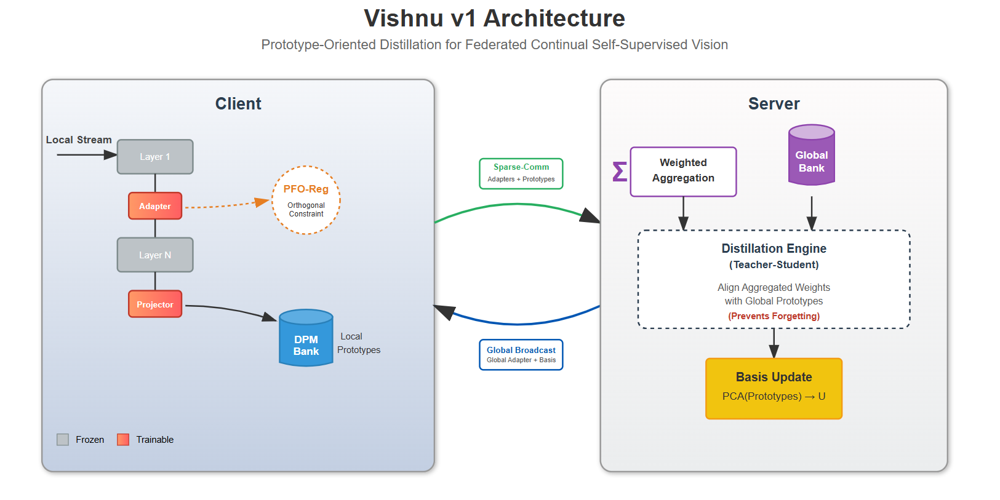 Vishnu v1 Architecture
Prototype-Oriented Distillation for Federated Continual Self-Supervised Vision
Client
Local Stream
Layer 1
Adapter
PFO-Reg
Orthogonal
Constraint
Layer N
Projector
DPM
Bank
Local
Prototypes
Frozen
Trainable
Sparse-Comm
Adapters + Prototypes
Global Broadcast
Global Adapter + Basis
Server
Σ
Weighted
Aggregation
Global
Bank
Distillation Engine
(Teacher-Student)
Align Aggregated Weights
with Global Prototypes
(Prevents Forgetting)
Basis Update
PCA(Prototypes) → U